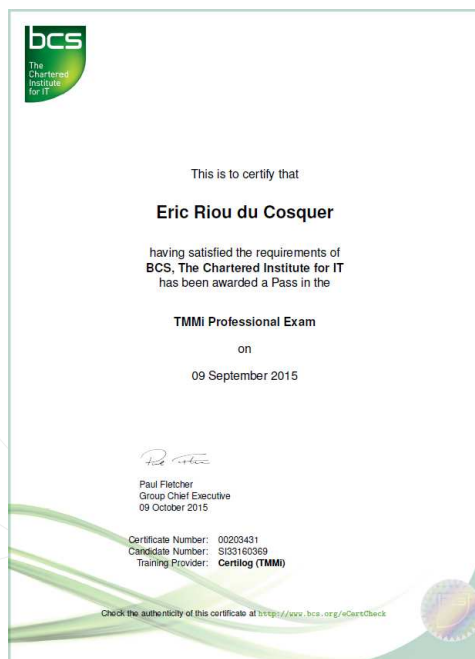 bcs
The
Chartered
Institute
for IT
This is to certify that
Eric Riou du Cosquer
having satisfied the requirements of
BCS, The Chartered Institute for IT
has been awarded a Pass in the
TMMi Professional Exam
on
09 September 2015
Paul Fletcher
Group Chief Executive
09 October 2015
Certificate Number: 00203431
Candidate Number: SI33160369
Training Provider: Certilog (TMMi)
Check the authenticity of this certificate at http://www.bcs.org/eCertCheck